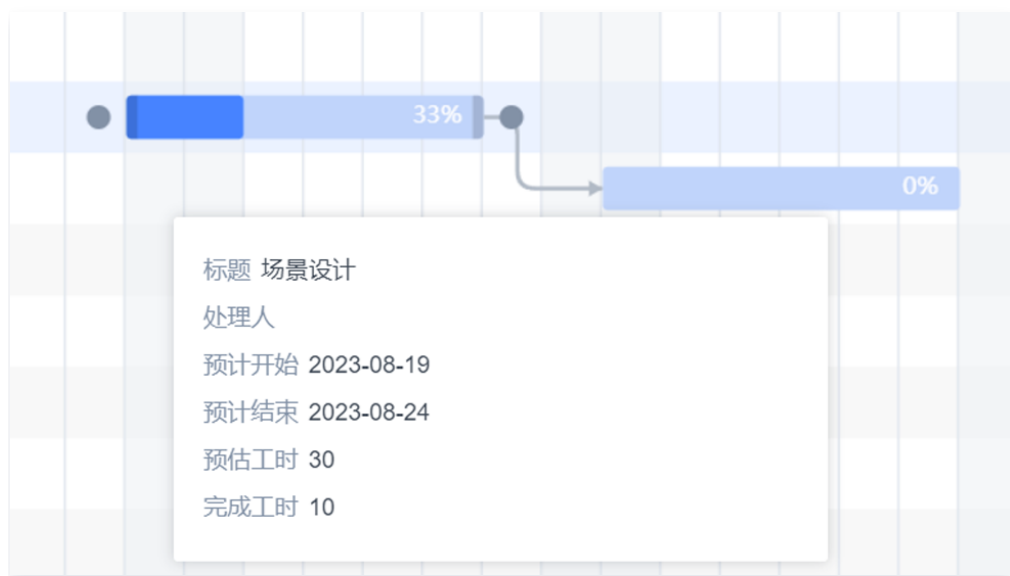 33%
0%
标题 场景设计
处理人
预计开始 2023-08-19
预计结束 2023-08-24
预估工时 30
完成工时 10